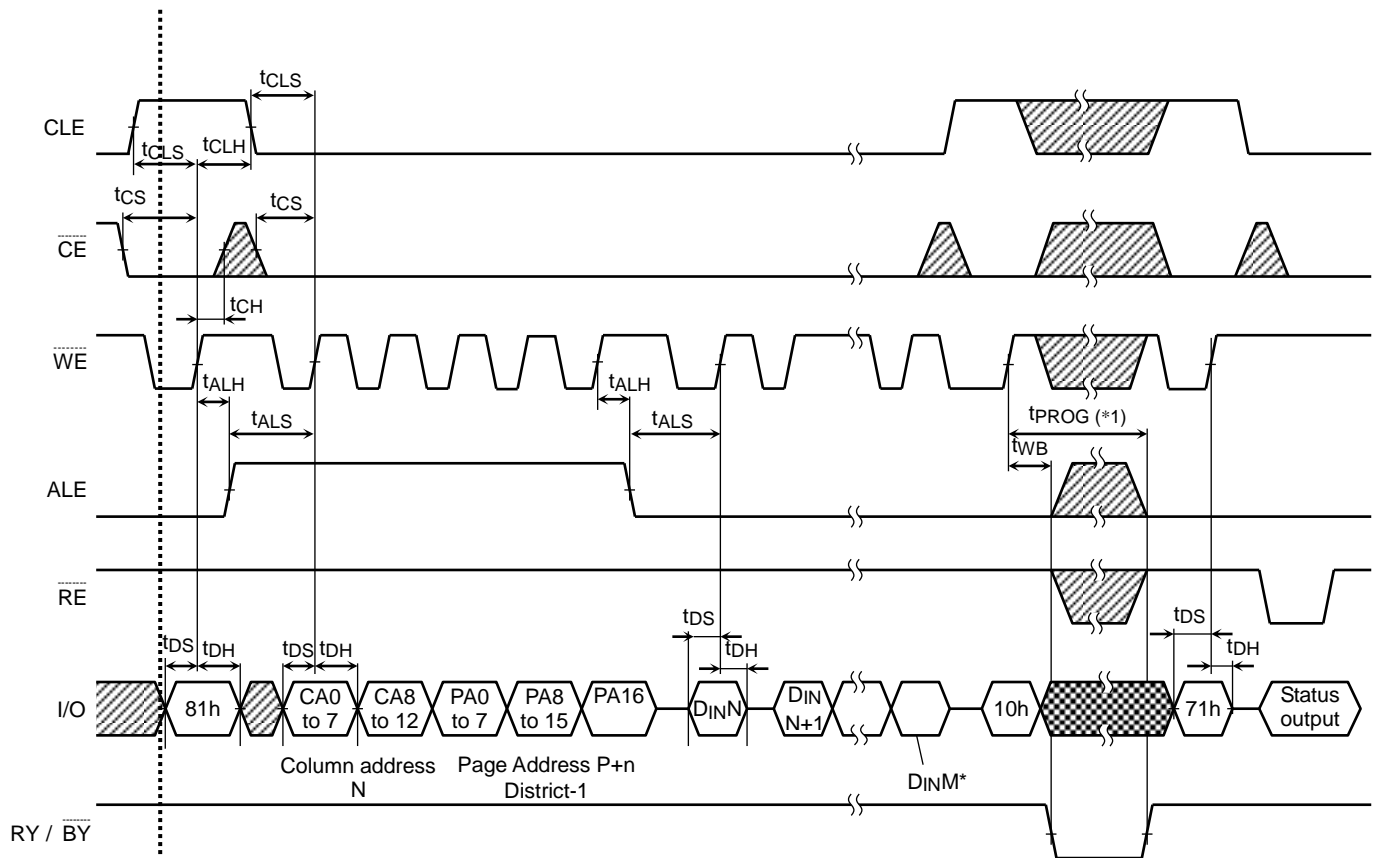 tCLS
CLE
tCLS tCLH
tCS tCS
CE
tCH
WE
tALH tALH
tALS tALS tPROG (*1)
tWB
ALE
RE
tDS tDH tDS tDH tDS tDH tDS tDH
I/O 81h CA0 to 7 CA8 to 12 PA0 to 7 PA8 to 15 PA16 DINN DIN N+1 10h 71h Status output
Column address N Page Address P+n District-1 DINM*
RY / BY